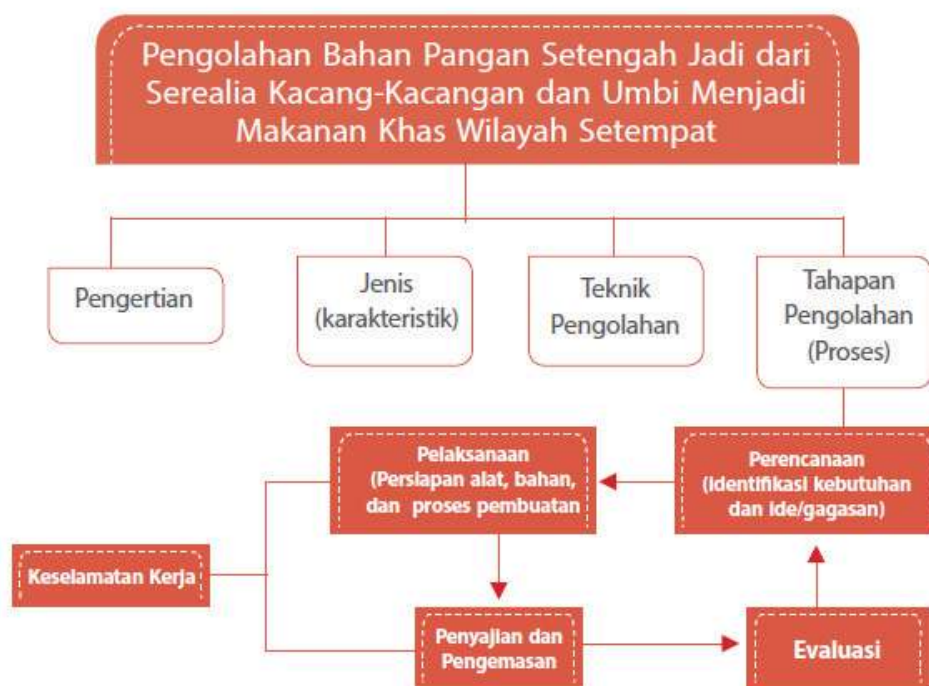 Pengolahan Bahan Pangan Setengah Jadi dari
Serealia Kacang-Kacangan dan Umbi Menjadi
Makanan Khas Wilayah Setempat
Pengertian
Jenis
(karakteristik)
Teknik
Pengolahan
Tahapan
Pengolahan
(Proses)
Pelaksanaan
(Persiapan alat, bahan,
dan proses pembuatan
Perencanaan
(identifikasi kebutuhan
dan ide/gagasan)
Keselamatan Kerja
Penyajian dan
Pengemasan
Evaluasi